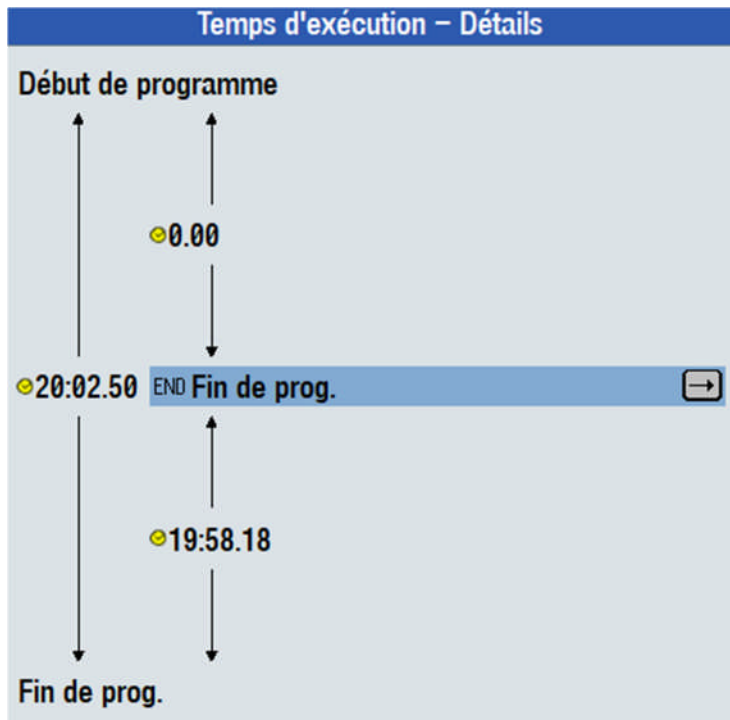 Temps d'exécution – Détails
Début de programme
0.00
20:02.50 END Fin de prog.
19:58.18
Fin de prog.